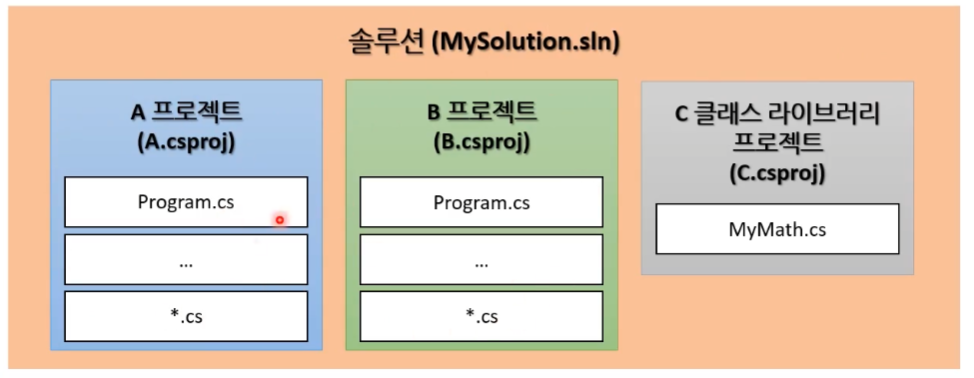 솔루션 (MySolution.sln)
A 프로젝트
(A.csproj)
Program.cs
...
*.cs
B 프로젝트
(B.csproj)
Program.cs
...
*.cs
C 클래스 라이브러리
프로젝트
(C.csproj)
MyMath.cs